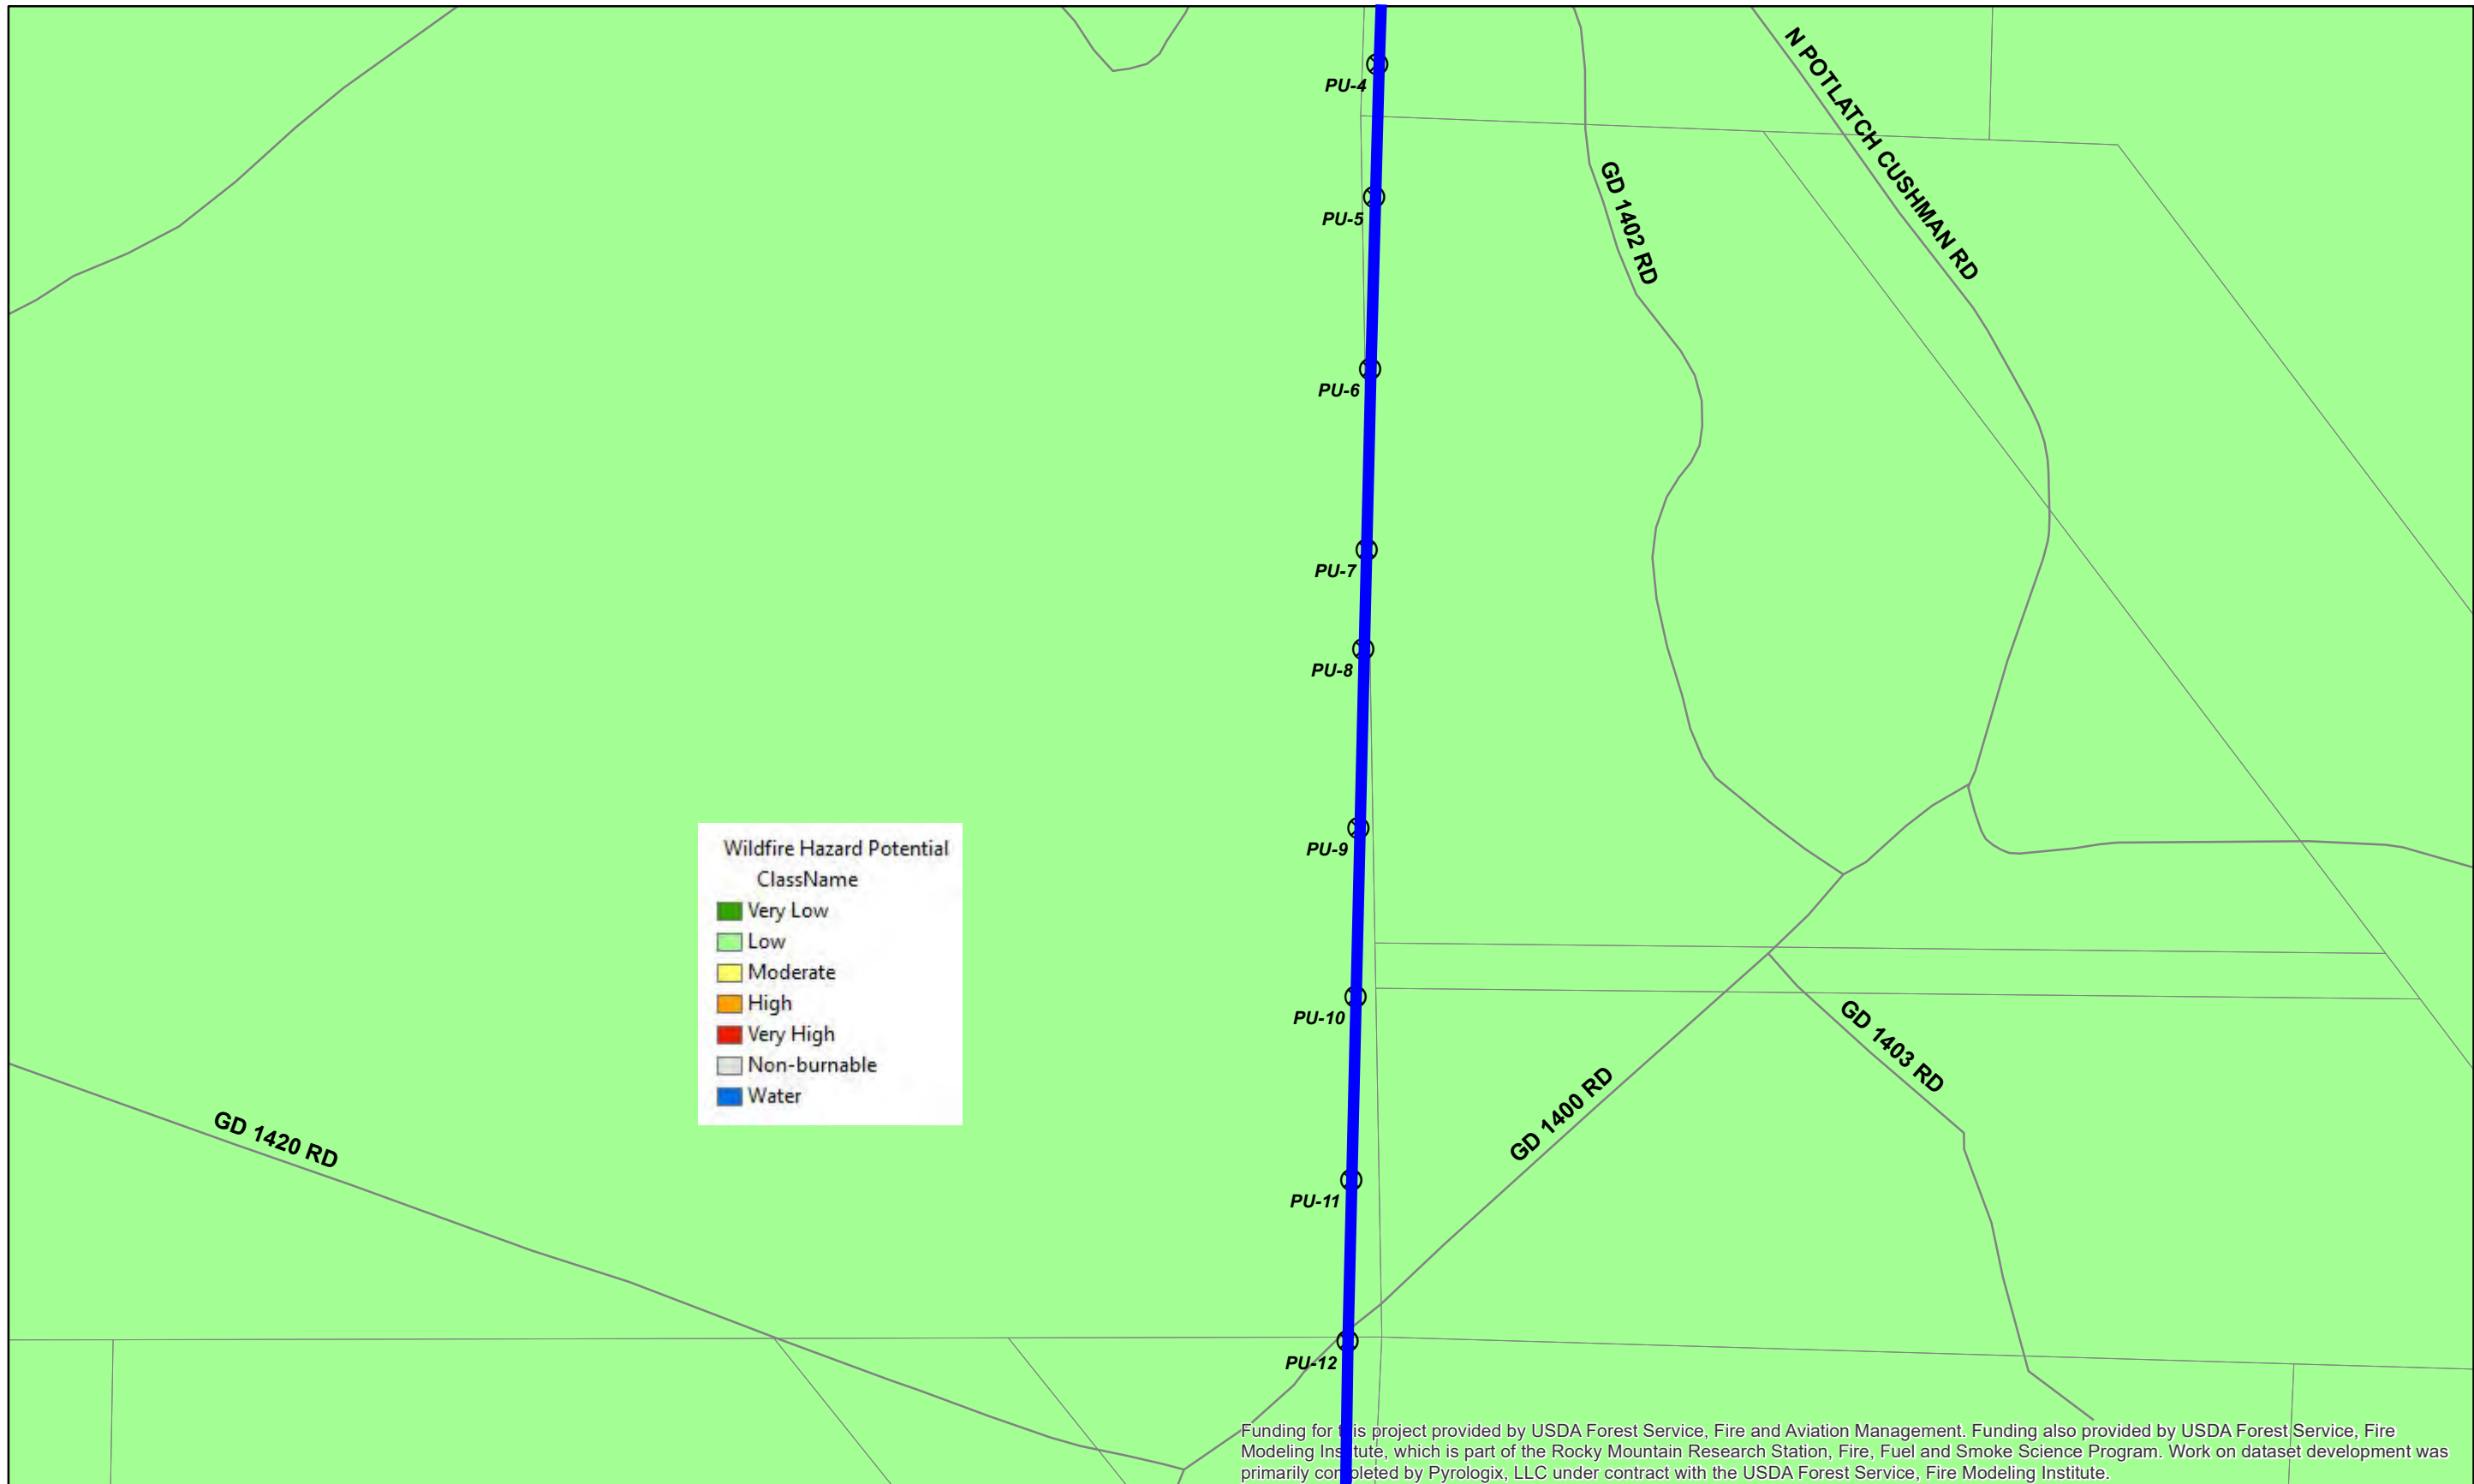 N POTLATCH CUSHMAN RD
PU-4
GD 1402 RD
PU-5
PU-6
PU-7
PU-8
PU-9
Wildfire Hazard Potential
ClassName
Very Low
Low
Moderate
High
Very High
Non-burnable
Water
PU-10
GD 1403 RD
GD 1400 RD
GD 1420 RD
PU-11
PU-12
Funding for this project provided by USDA Forest Service, Fire and Aviation Management. Funding also provided by USDA Forest Service, Fire
Modeling Institute, which is part of the Rocky Mountain Research Station, Fire, Fuel and Smoke Science Program. Work on dataset development was
primarily completed by Pyrologix, LLC under contract with the USDA Forest Service, Fire Modeling Institute.